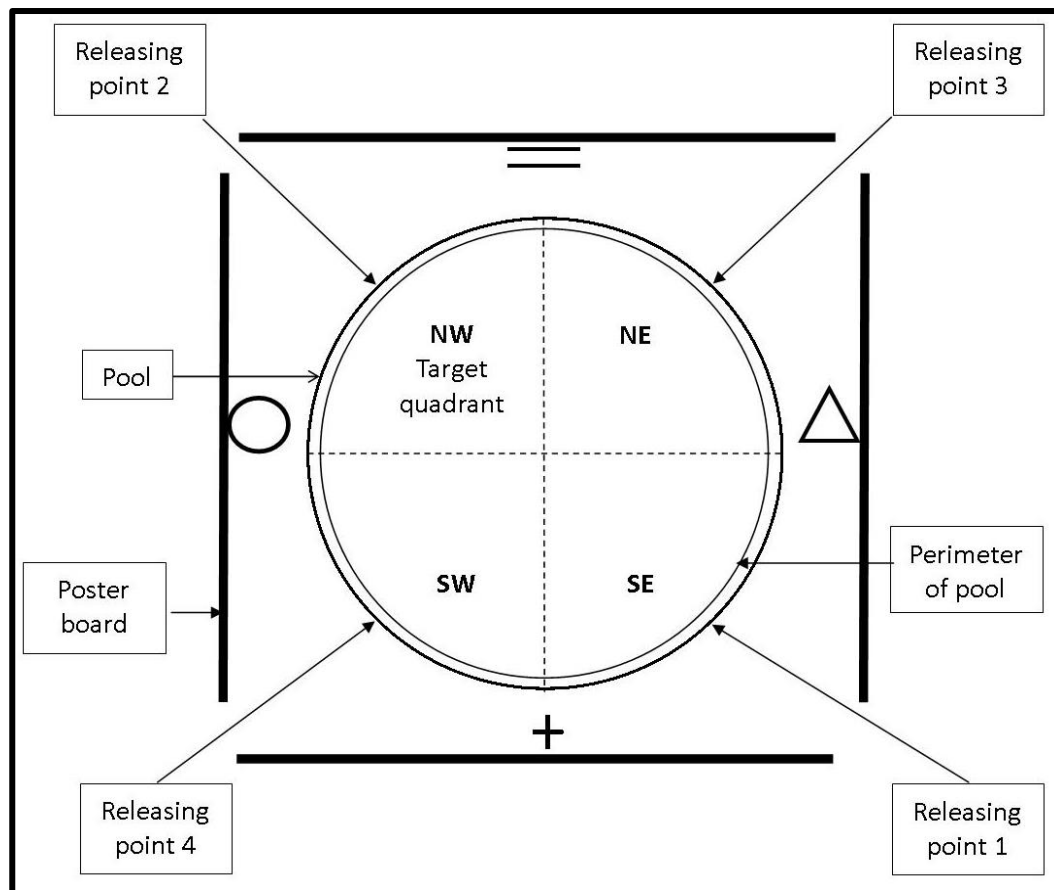 Releasing
point 2
Releasing
point 3
NW
Target
quadrant
NE
Pool
Poster
board
SW
SE
Perimeter
of pool
+
Releasing
point 4
Releasing
point 1